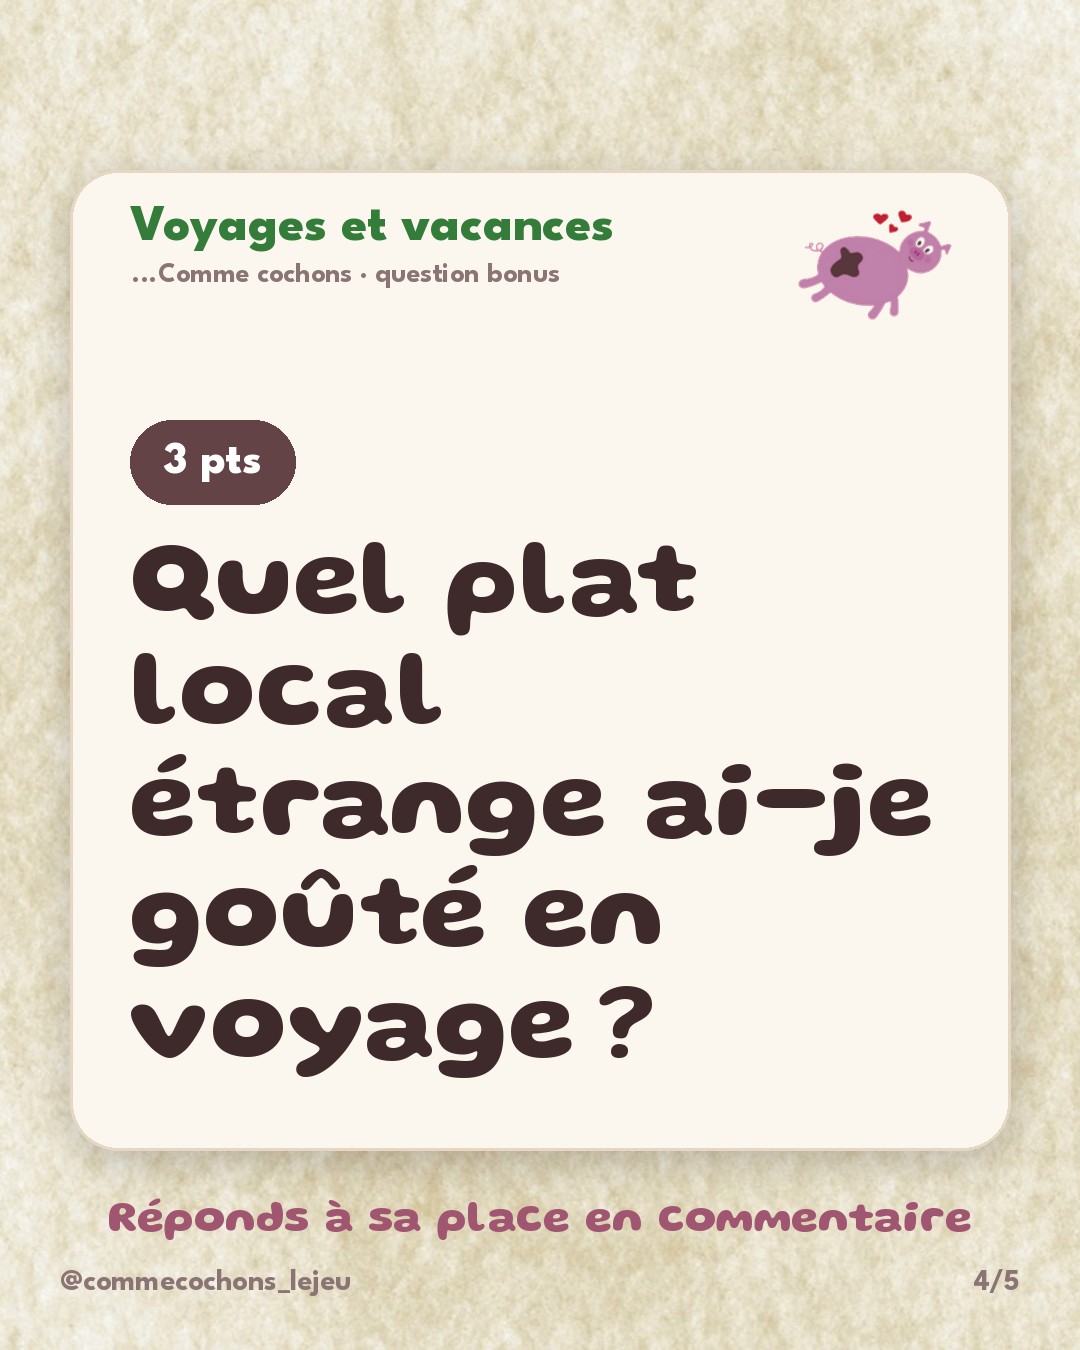 Voyages et vacances
...Comme cochons · question bonus
3 pts
Quel plat
local
étrange ai-je
goûté en
voyage ?
Réponds à sa place en commentaire
@commecochons_lejeu
4/5